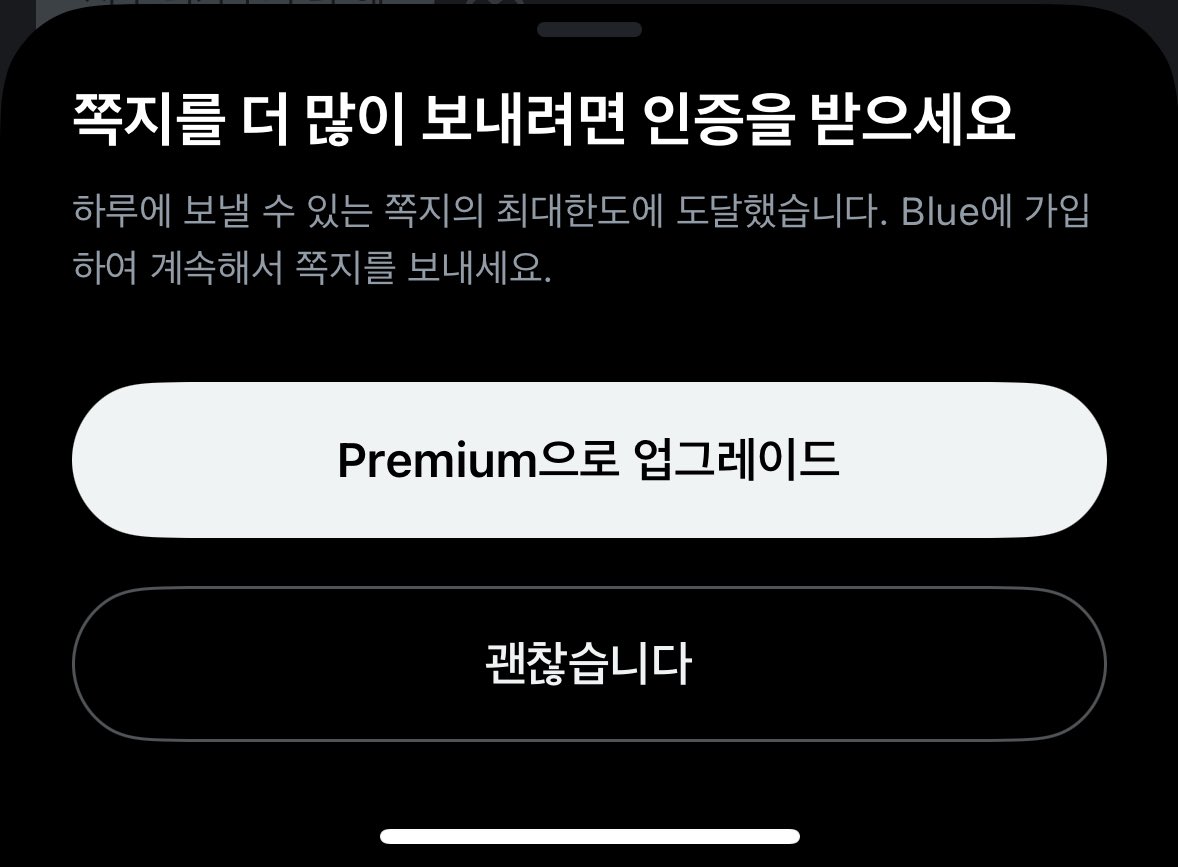 쪽지를 더 많이 보내려면 인증을 받으세요
하루에 보낼 수 있는 쪽지의 최대한도에 도달했습니다. Blue에 가입
하여 계속해서 쪽지를 보내세요.
Premium으로 업그레이드
괜찮습니다